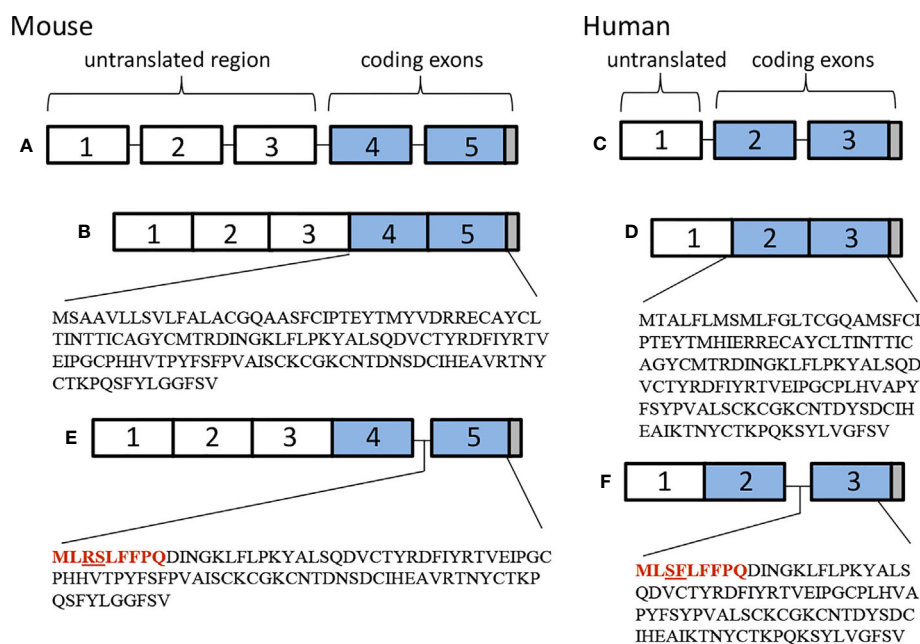 Mouse
Human
untranslated region
coding exons
untranslated
coding exons
A
1
2
3
4
5
C
1
2
3
B
1
2
3
4
5
D
1
2
3
MSAAVLLSVLFALACGQAASFCIPTEYTMYVDRRECAYCL
TINTTICAGYCMTRDINGKLFLPKYALSQDVCTYRDFIYRTV
EIPGCPHHVTPYFSFPVAISCKCGKCNTDNSDCIHEAVRTNY
CTKPQSFYLGGFSV
MTALFLMSMLFGLTCGQAMSFCI
PTEYTMHIERRECAYCLTINTTIC
AGYCMTRDINGKLFLPKYALSQD
VCTYRDFIYRTVEIPGCPLHVAPY
FSYPVALSCKCGKCNTDYSDCIH
EAIKTNYCTKPQKSYLVGFSV
E
1
2
3
4
5
F
1
2
3
MLRSLFFPQDINGKLFLPKYALSQDVCTYRDFIYRTVEIPGC
PHHVTPYFSFPVAISCKCGKCNTDNSDCIHEAVRTNYCTKP
QSFYLGGFSV
MLSFLFFPQDINGKLFLPKYALS
QDVCTYRDFIYRTVEIPGCPLHVA
PYFSYPVALSCKCGKCNTDYSDC
IHEAIKTNYCTKPQKSYLVGFSV